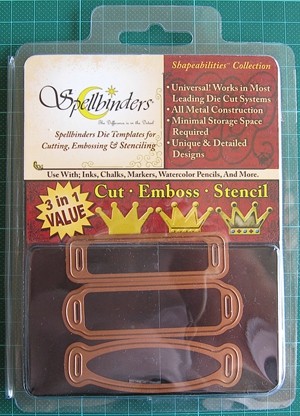 Shapeabilities™ Collection
Spellbinders™
The Difference is in the Detail
Spellbinders Die Templates for
Cutting, Embossing & Stenciling
• Universal! Works in Most
Leading Die Cut Systems
• All Metal Construction
• Minimal Storage Space
Required
• Unique & Detailed
Designs
Use With; Inks, Chalks, Markers, Watercolor Pencils, And More.
3 in 1
VALUE
Cut • Emboss • Stencil